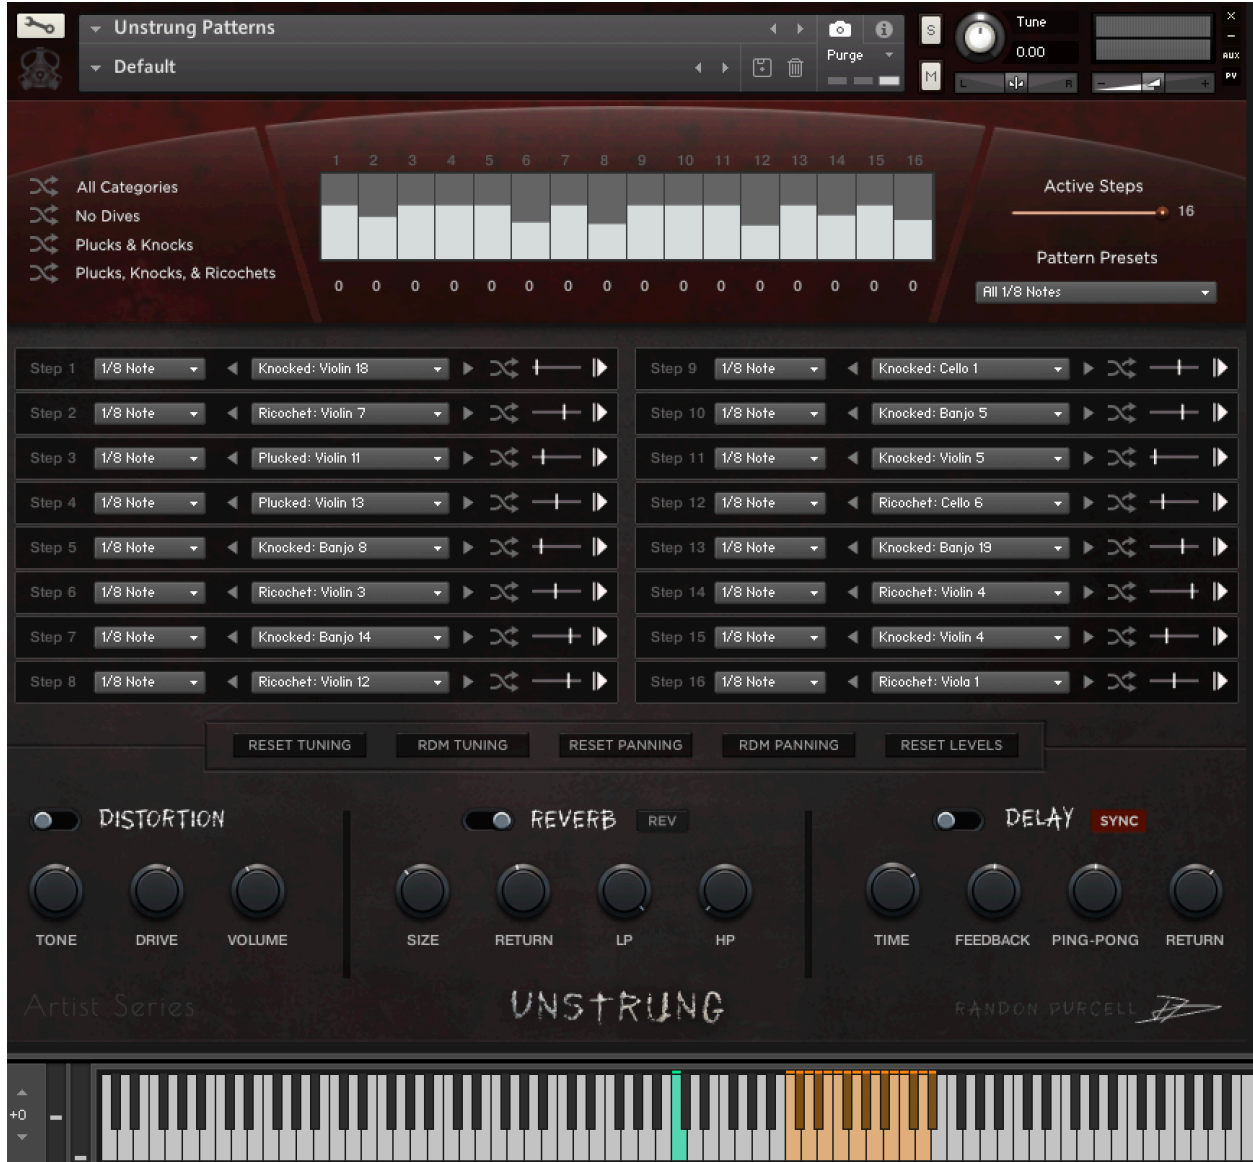 Unstrung Patterns
S
Tune
0.00
x
-
AUX
PV
Default
Purge
M
L
R
-
+
1 2 3 4 5 6 7 8 9 10 11 12 13 14 15 16
All Categories
No Dives
Plucks & Knocks
Plucks, Knocks, & Ricochets
0 0 0 0 0 0 0 0 0 0 0 0 0 0 0 0
Active Steps
16
Pattern Presets
All 1/8 Notes
Step 1 1/8 Note Knocked: Violin 18
Step 2 1/8 Note Ricochet: Violin 7
Step 3 1/8 Note Plucked: Violin 11
Step 4 1/8 Note Plucked: Violin 13
Step 5 1/8 Note Knocked: Banjo 8
Step 6 1/8 Note Ricochet: Violin 3
Step 7 1/8 Note Knocked: Banjo 14
Step 8 1/8 Note Ricochet: Violin 12
Step 9 1/8 Note Knocked: Cello 1
Step 10 1/8 Note Knocked: Banjo 5
Step 11 1/8 Note Knocked: Violin 5
Step 12 1/8 Note Ricochet: Cello 6
Step 13 1/8 Note Knocked: Banjo 19
Step 14 1/8 Note Ricochet: Violin 4
Step 15 1/8 Note Knocked: Violin 4
Step 16 1/8 Note Ricochet: Viola 1
RESET TUNING RDM TUNING RESET PANNING RDM PANNING RESET LEVELS
DISTORTION
TONE DRIVE VOLUME
REVERB REV
SIZE RETURN LP HP
DELAY SYNC
TIME FEEDBACK PING-PONG RETURN
Artist Series
UNSTRUNG
RANDON PURCELL
+0